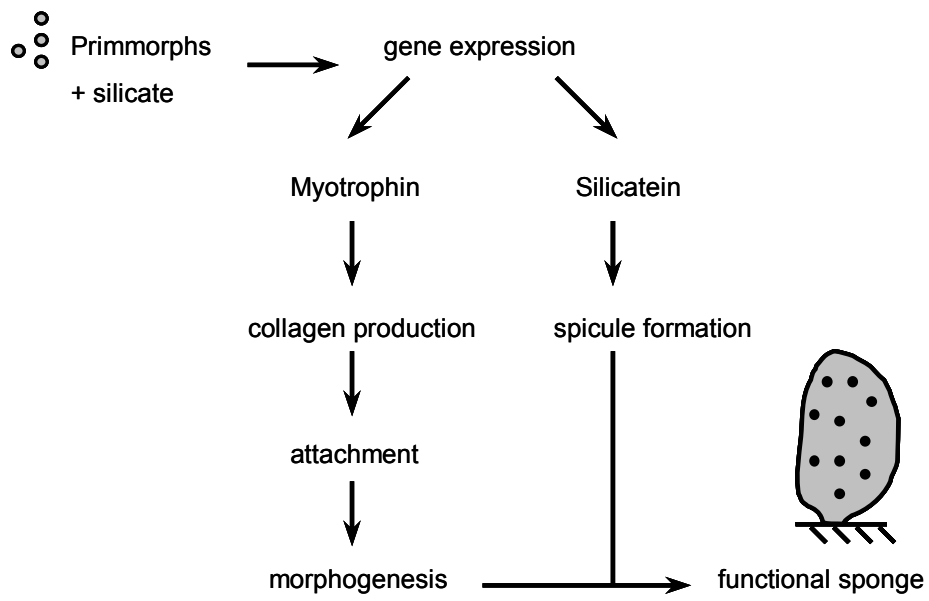 Primmorphs
+ silicate
gene expression
Myotrophin
Silicatein
collagen production
spicule formation
attachment
morphogenesis
functional sponge